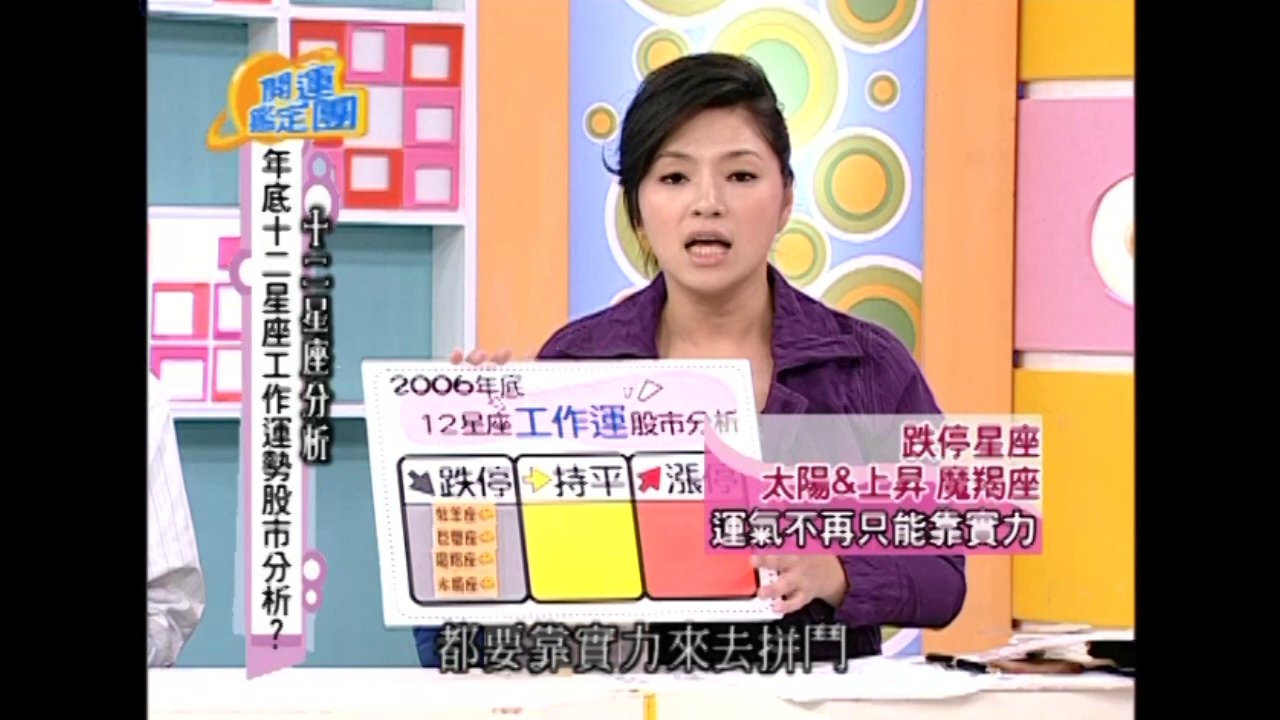 開運
鑑定團
十二星座分析
年底十二星座工作運勢股市分析？
2006年底
12星座工作運股市分析
跌停
持平
漲停
牡羊座
巨蟹座
魔羯座
水瓶座
跌停星座
太陽&上昇 魔羯座
運氣不再只能靠實力
都要靠實力來去拼鬥